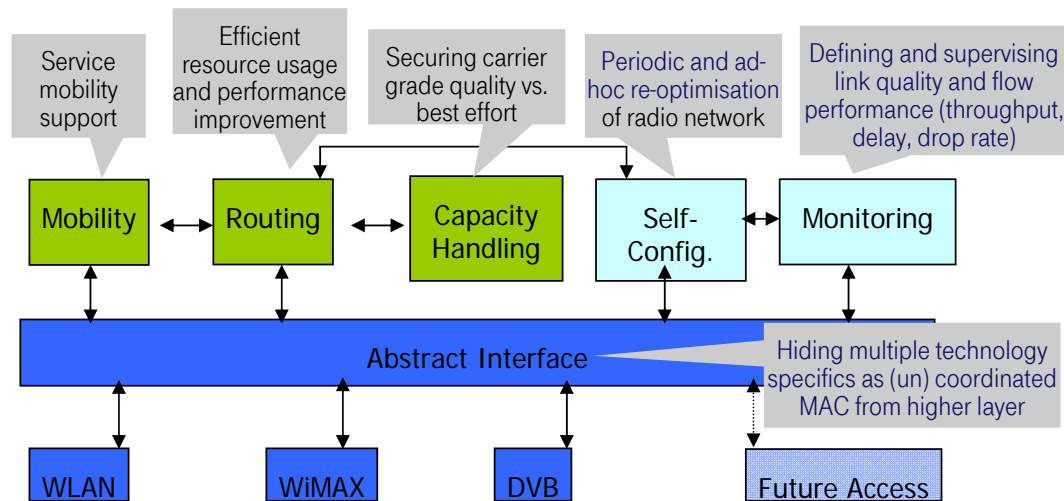 Service
mobility
support
Efficient
resource usage
and performance
improvement
Securing carrier
grade quality vs.
best effort
Periodic and ad-
hoc re-optimisation
of radio network
Defining and supervising
link quality and flow
performance (throughput,
delay, drop rate)
Mobility
Routing
Capacity
Handling
Self-
Config.
Monitoring
Abstract Interface
Hiding multiple technology
specifics as (un) coordinated
MAC from higher layer
WLAN
WiMAX
DVB
Future Access